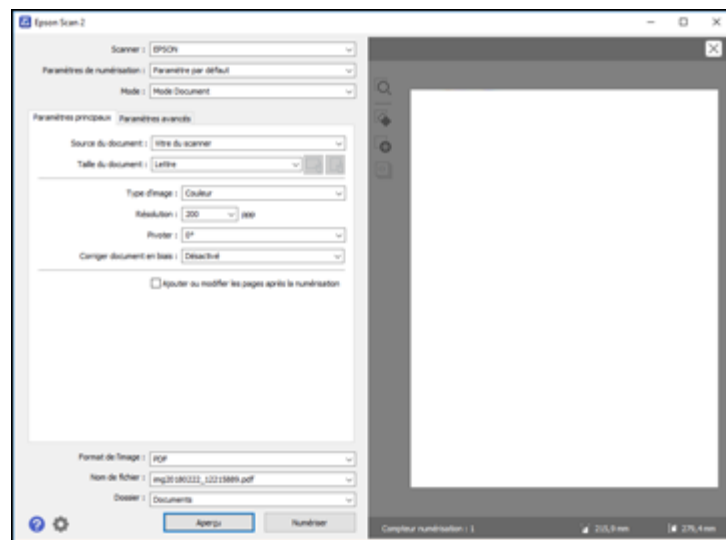 Epson Scan 2
Scanner : EPSON
Paramètres de numérisation : Paramètre par défaut
Mode : Mode Document
Paramètres principaux Paramètres avancés
Source du document : Vitre du scanner
Taille du document : Lettre
Type d'image : Couleur
Résolution : 200 ppp
Pivoter : 0°
Corriger document en biais : Désactivé
Ajouter ou modifier les pages après la numérisation
Format de l'image : PDF
Nom de fichier : img20180222_12215889.pdf
Dossier : Documents
Aperçu Numériser
Compteur numérisation : 1 215,9 mm 279,4 mm